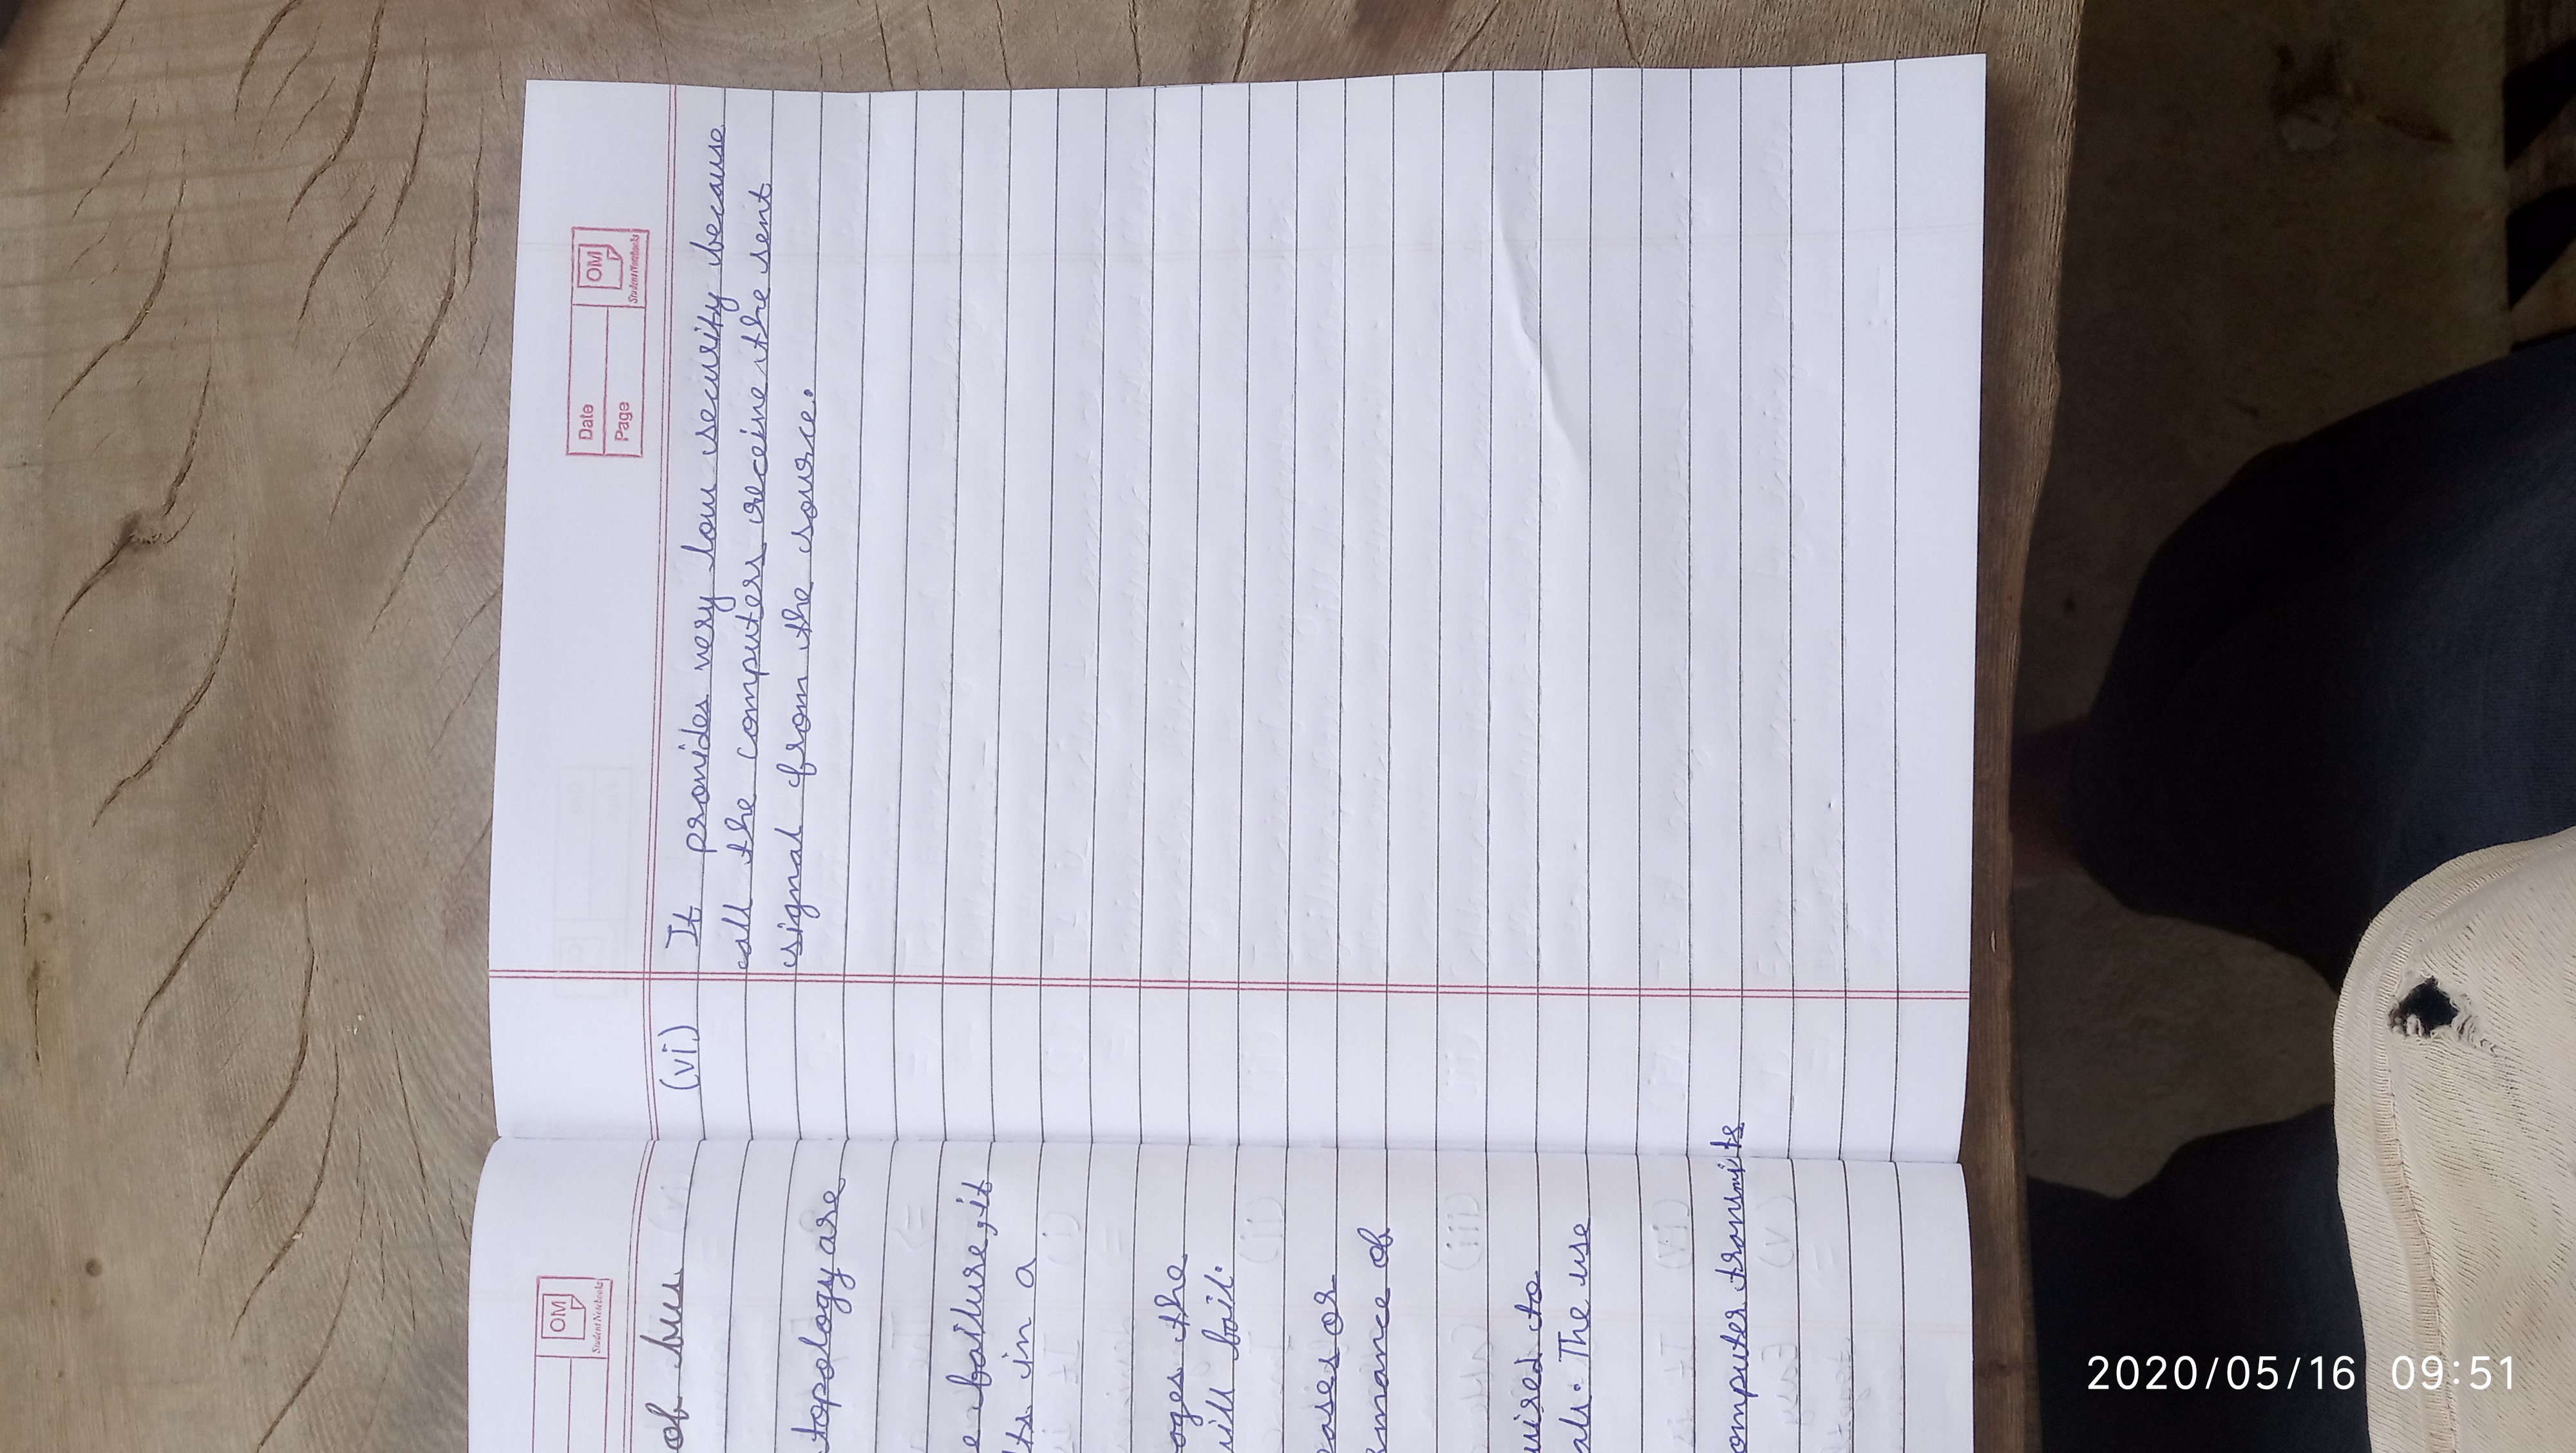 of bus
topology are
e failure, it
lts in a
oges the
will fail.
eases or
rmance of
uired to
als. The use
omputer transmits
OM
Student Notebooks
Date
Page
OM
Student Notebooks
(vi) It provides very low security because
all the computers receive the sent
signal from the source.
2020/05/16 09:51